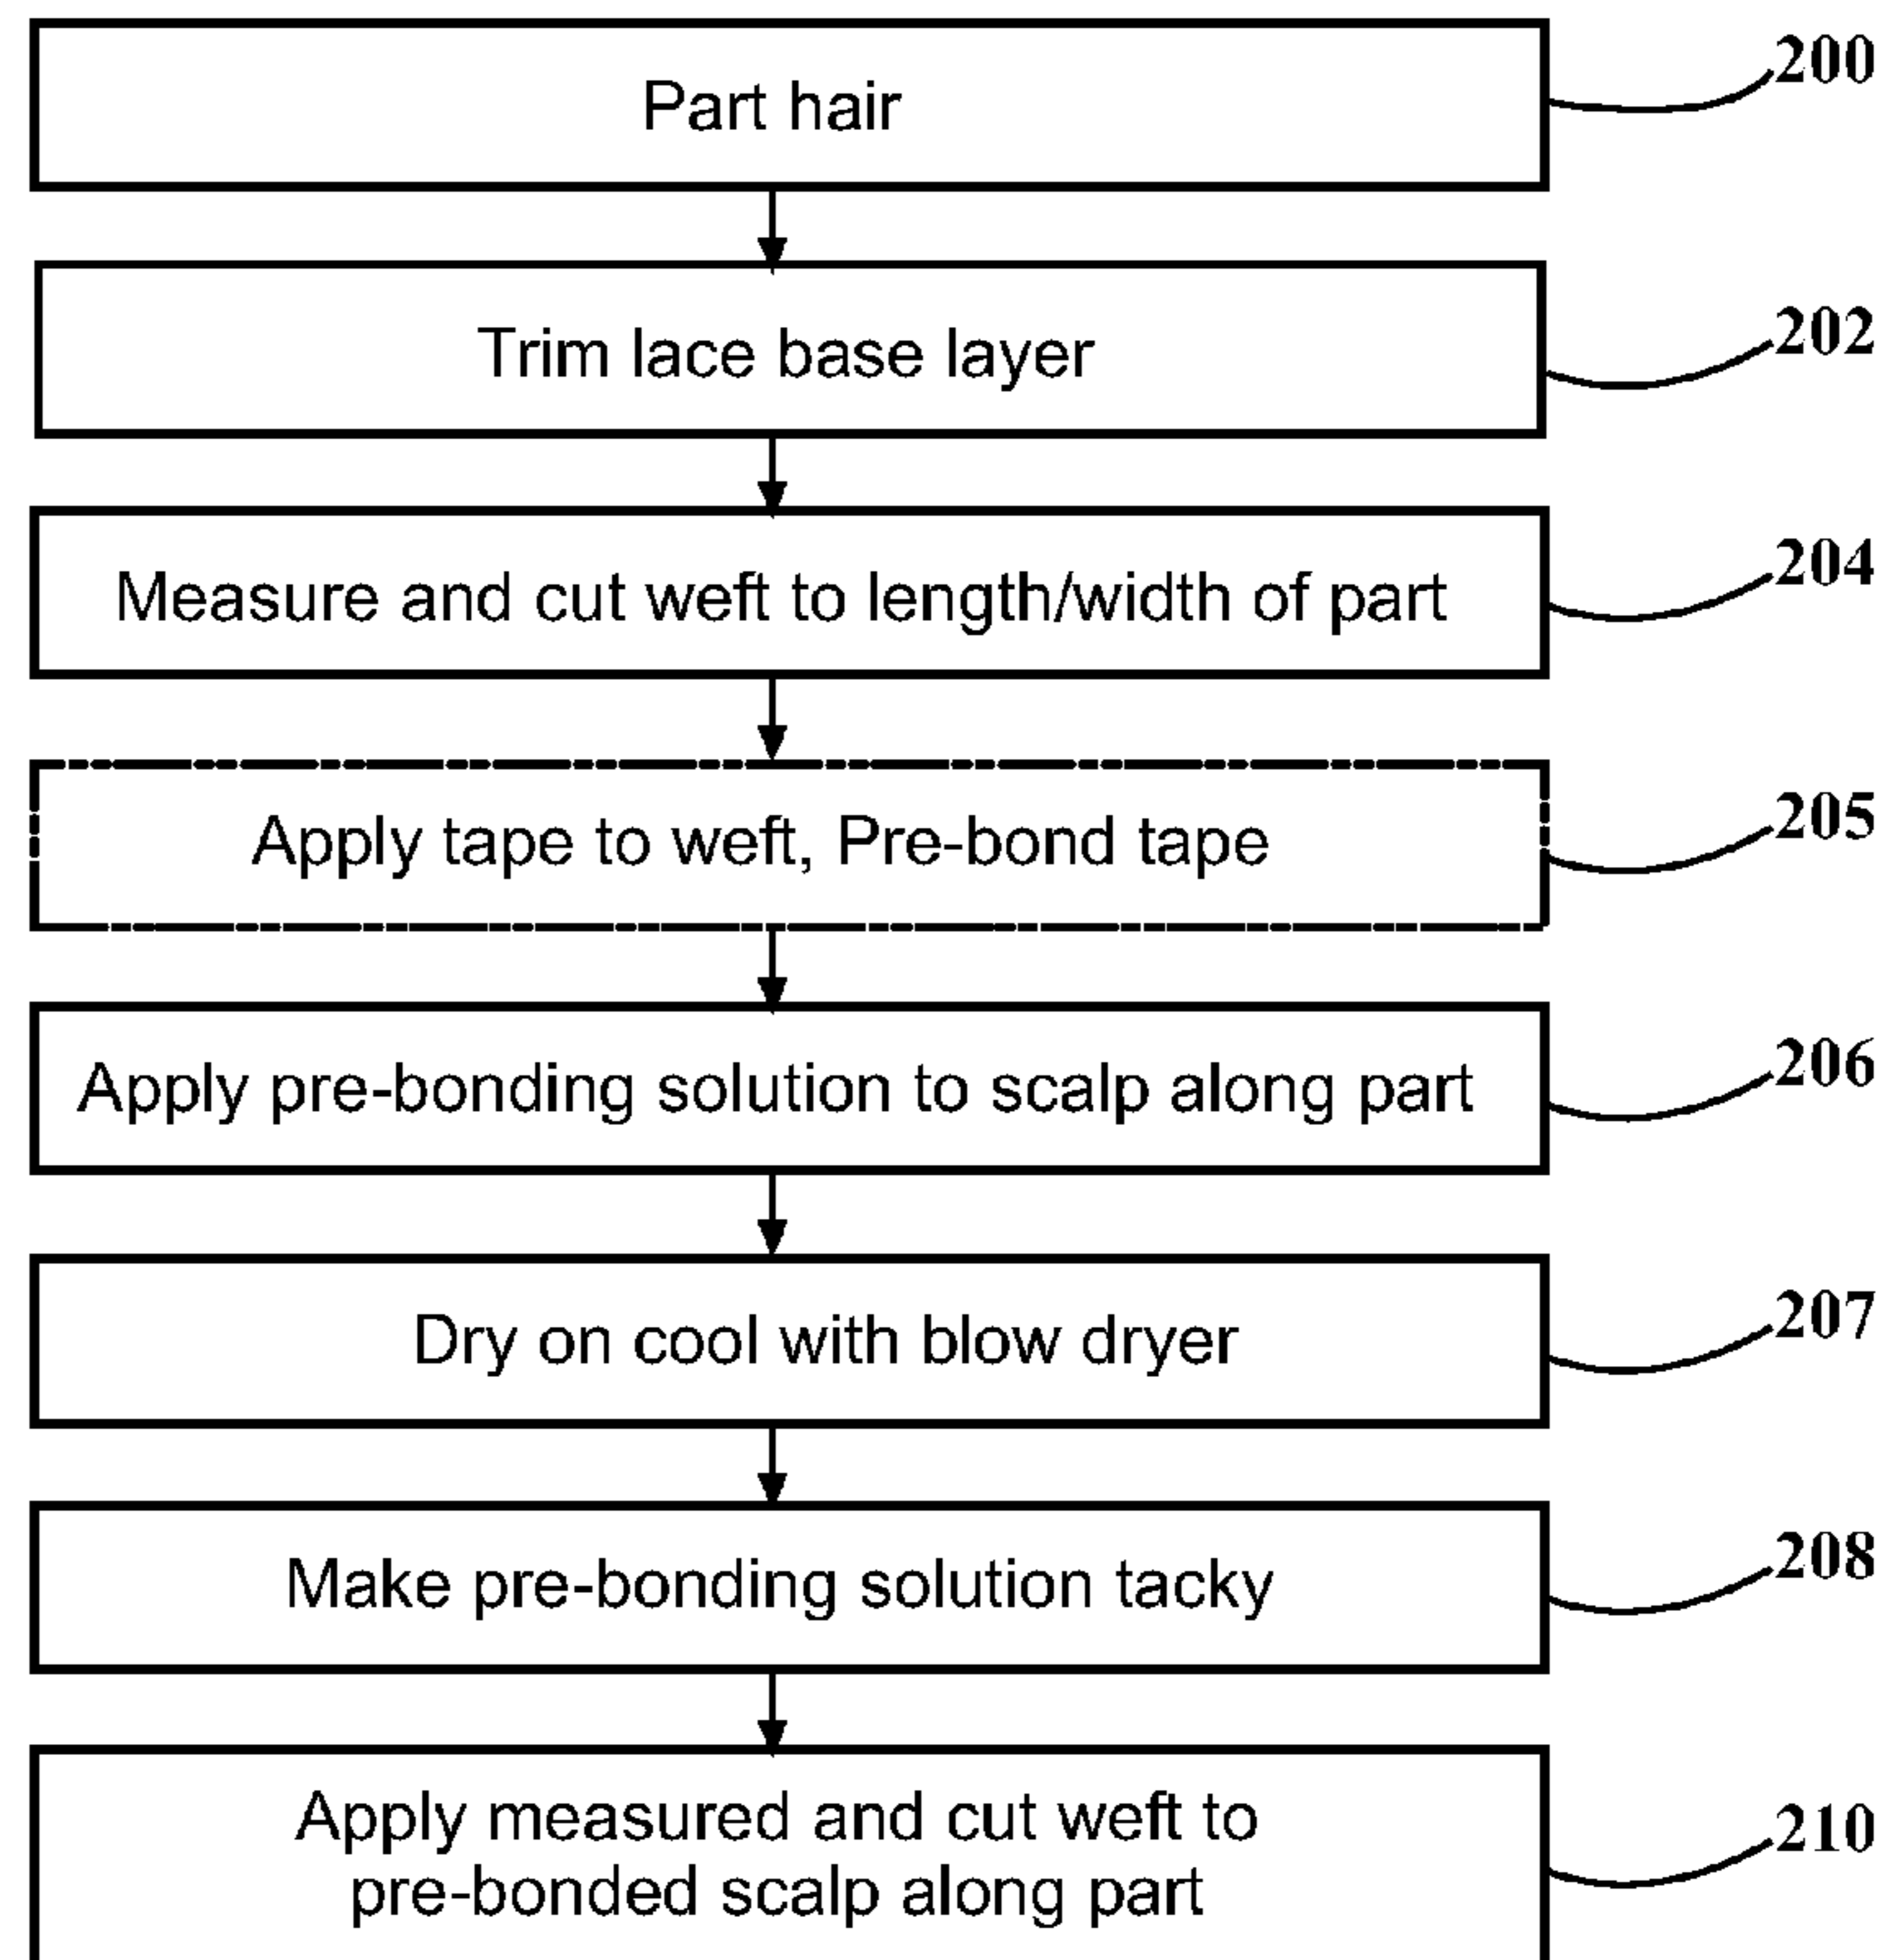 Part hair
200
Trim lace base layer
202
Measure and cut weft to length/width of part
204
Apply tape to weft, Pre-bond tape
205
Apply pre-bonding solution to scalp along part
206
Dry on cool with blow dryer
207
Make pre-bonding solution tacky
208
Apply measured and cut weft to
pre-bonded scalp along part
210